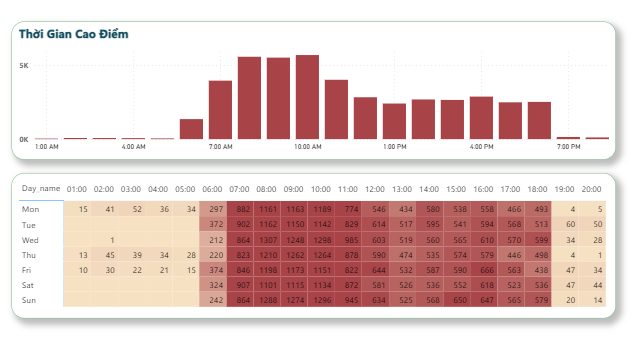 Thời Gian Cao Điểm
5K
0K
1:00 AM 4:00 AM 7:00 AM 10:00 AM 1:00 PM 4:00 PM 7:00 PM
Day_name 01:00 02:00 03:00 04:00 05:00 06:00 07:00 08:00 09:00 10:00 11:00 12:00 13:00 14:00 15:00 16:00 17:00 18:00 19:00 20:00
Mon 15 41 52 36 34 297 882 1161 1163 1189 774 546 434 580 538 558 466 493 4 5
Tue 372 902 1162 1150 1142 829 614 517 595 541 594 568 513 60 50
Wed 1 212 864 1307 1248 1298 985 603 519 560 565 610 570 599 34 28
Thu 13 45 39 34 28 220 823 1210 1262 1264 878 590 474 535 574 579 446 498 4 1
Fri 10 30 22 21 15 374 846 1198 1173 1151 822 644 532 587 590 666 563 438 47 34
Sat 324 907 1101 1115 1134 872 581 526 536 552 618 523 536 47 44
Sun 242 864 1288 1274 1296 945 634 525 568 650 647 565 579 20 14